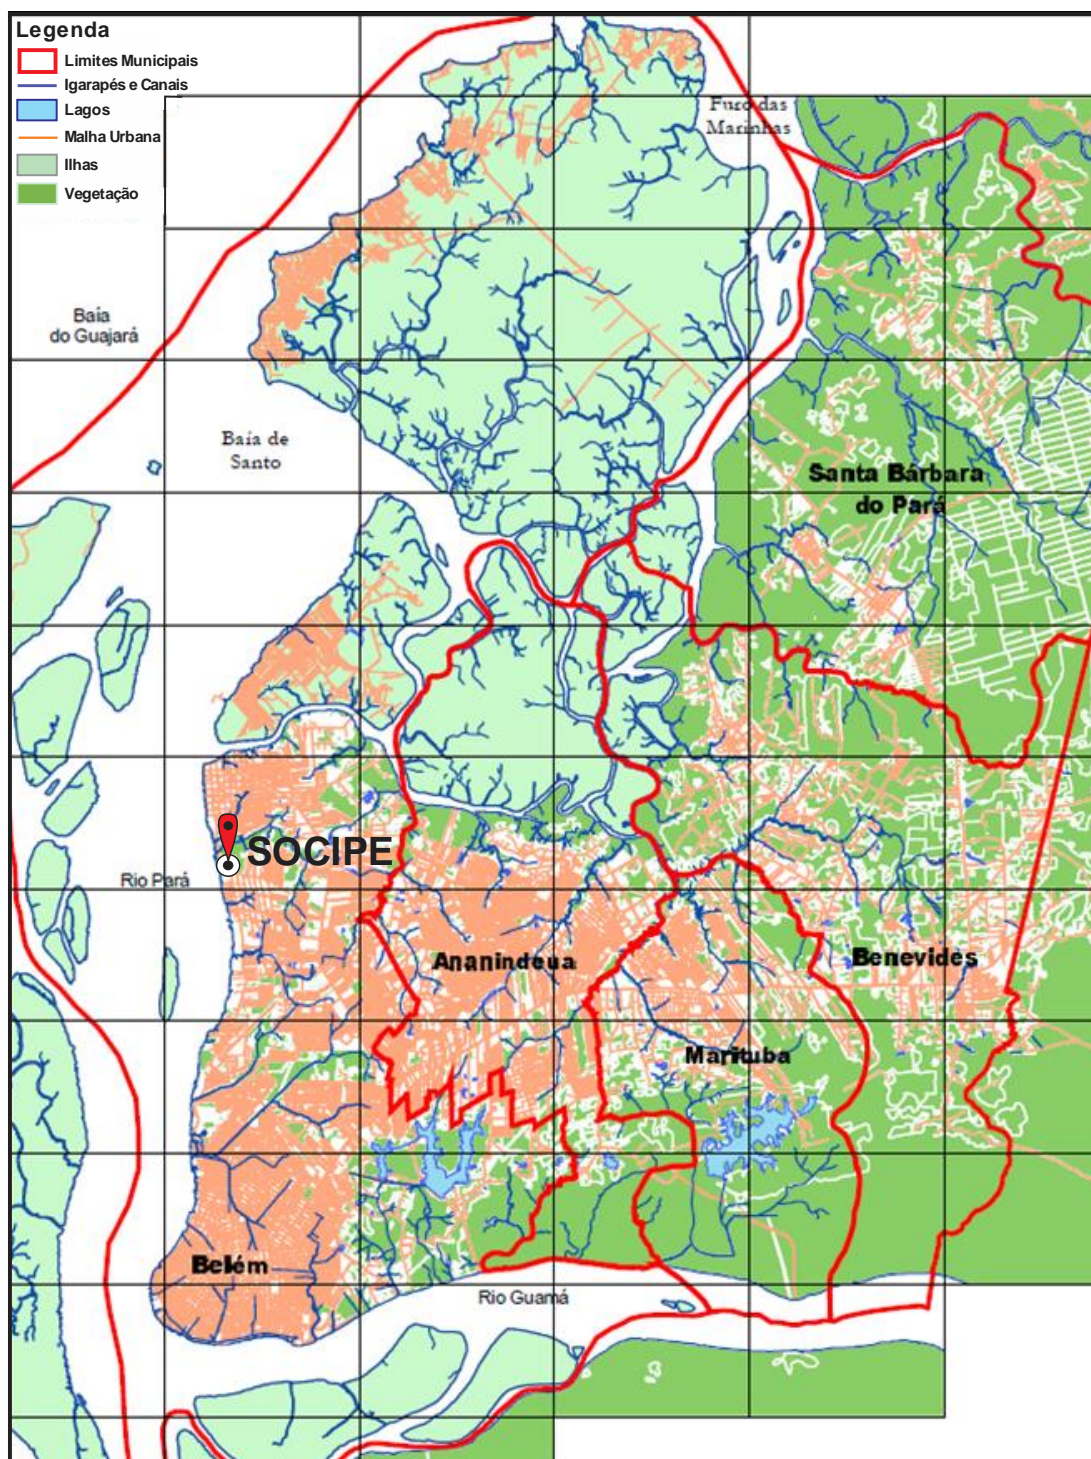 Legenda
Limites Municipais
Igarapés e Canais
Lagos
Malha Urbana
Ilhas
Vegetação
Furo das
Marinhas
Baía
do Guajará
Baía de
Santo
Santa Bárbara
do Pará
SOCIPE
Rio Pará
Ananindeua
Benevides
Marituba
Belém
Rio Guamá